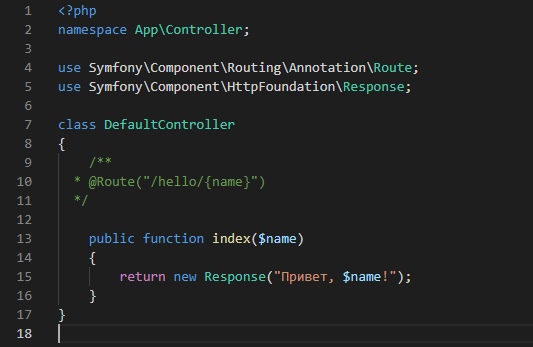 1 <?php
2 namespace App\Controller;
3
4 use Symfony\Component\Routing\Annotation\Route;
5 use Symfony\Component\HttpFoundation\Response;
6
7 class DefaultController
8 {
9     /**
10   * @Route("/hello/{name}")
11   */
12
13     public function index($name)
14     {
15         return new Response("Привет, $name!");
16     }
17 }
18